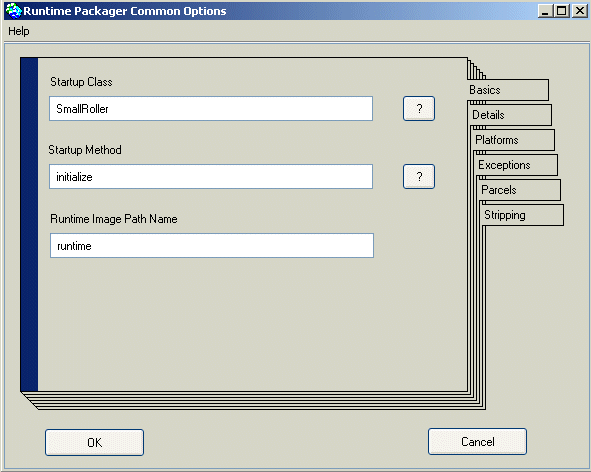 Runtime Packager Common Options
Help
Startup Class
SmallRoller
?
Startup Method
initialize
?
Runtime Image Path Name
runtime
Basics
Details
Platforms
Exceptions
Parcels
Stripping
OK
Cancel